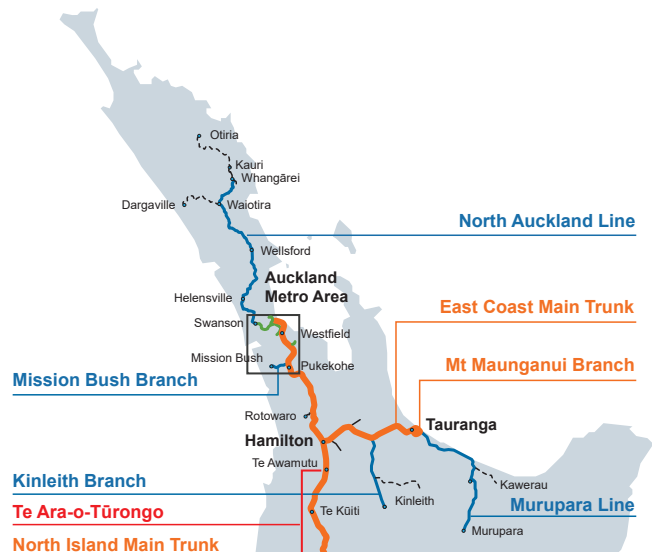 Otiria
Kauri
Whangārei
Dargaville
Waiotira
North Auckland Line
Wellsford
Auckland
Metro Area
Helensville
East Coast Main Trunk
Swanson
Westfield
Mission Bush
Pukekohe
Mt Maunganui Branch
Mission Bush Branch
Rotowaro
Tauranga
Hamilton
Te Awamutu
Kinleith Branch
Kawerau
Kinleith
Murupara Line
Te Ara-o-Tūrongo
Te Kūiti
Murupara
North Island Main Trunk